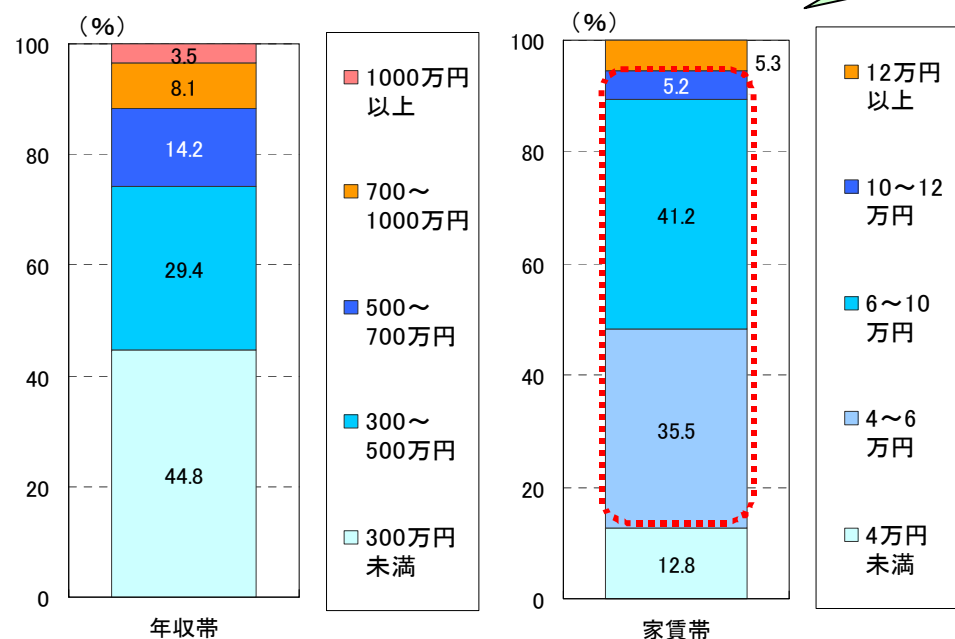 （%）
100
80
60
40
20
0
3.5
8.1
14.2
29.4
44.8
年収帯
1000万円
以上
700～
1000万円
500～
700万円
300～
500万円
300万円
未満
（%）
100
80
60
40
20
0
5.3
5.2
41.2
35.5
12.8
家賃帯
12万円
以上
10～12
万円
6～10
万円
4～6
万円
4万円
未満